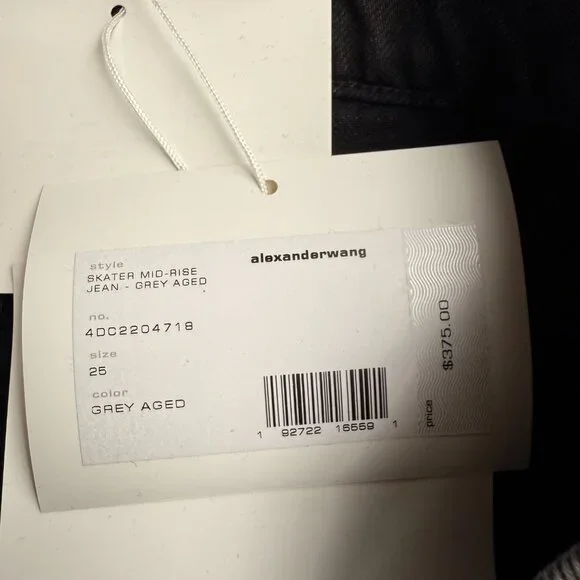 alexanderwang
style
SKATER MID-RISE
JEAN - GREY AGED
no.
4DC2204718
size
25
color
GREY AGED
1 92722 16559 1
price $375.00